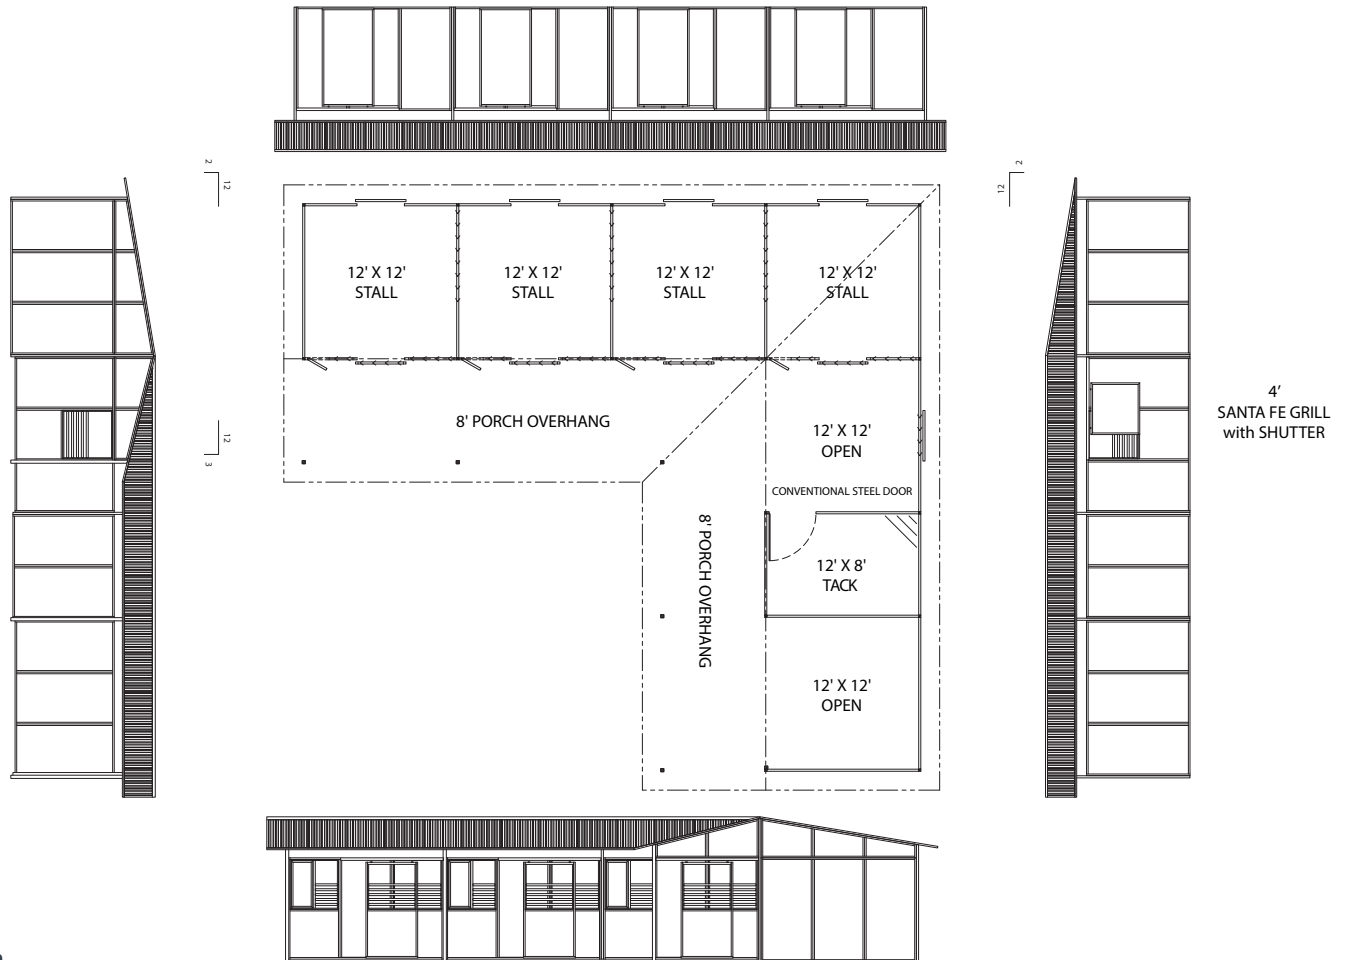 2
12
2
12
12' X 12'
STALL
12' X 12'
STALL
12' X 12'
STALL
12' X 12'
STALL
4'
SANTA FE GRILL
with SHUTTER
8' PORCH OVERHANG
12' X 12'
OPEN
12
3
CONVENTIONAL STEEL DOOR
8' PORCH OVERHANG
12' X 8'
TACK
12' X 12'
OPEN